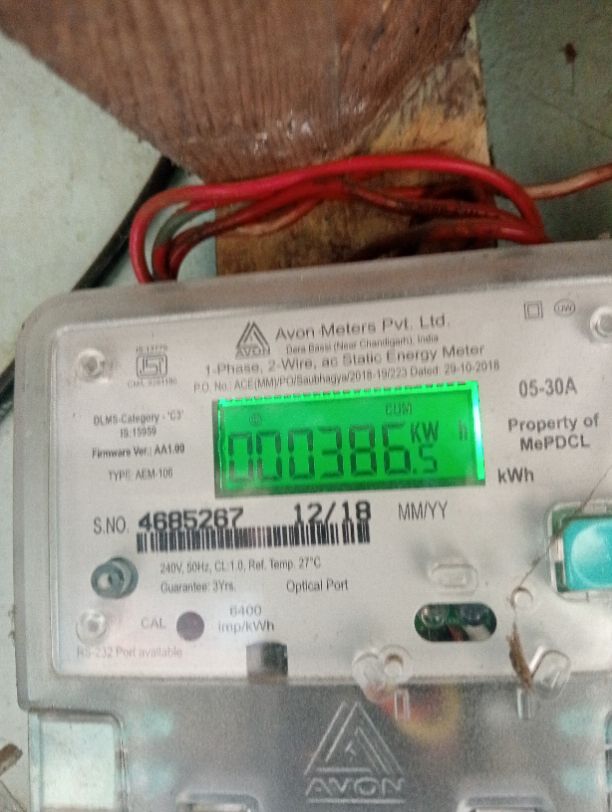 Avon Meters Pvt. Ltd.
Dera Bassi (Near Chandigarh), India
AVON
1-Phase, 2-Wire, ac Static Energy Meter
P.O. No.: ACE(MM)/PO/Saubhagya/2018-19/223 Dated 29-10-2018
05-30A
DLMS-Category - 'C3'
IS:15959
Firmware Ver.: AA1.09
TYPE: AEM-106
CUM
000386.5 KW h
kWh
Property of
MePDCL
S.NO. 4685267 12/18 MM/YY
240V, 50Hz, CL:1.0, Ref. Temp. 27°C
Guarantee: 3Yrs. Optical Port
CAL 6400
imp/kWh
RS-232 Port available
AVON